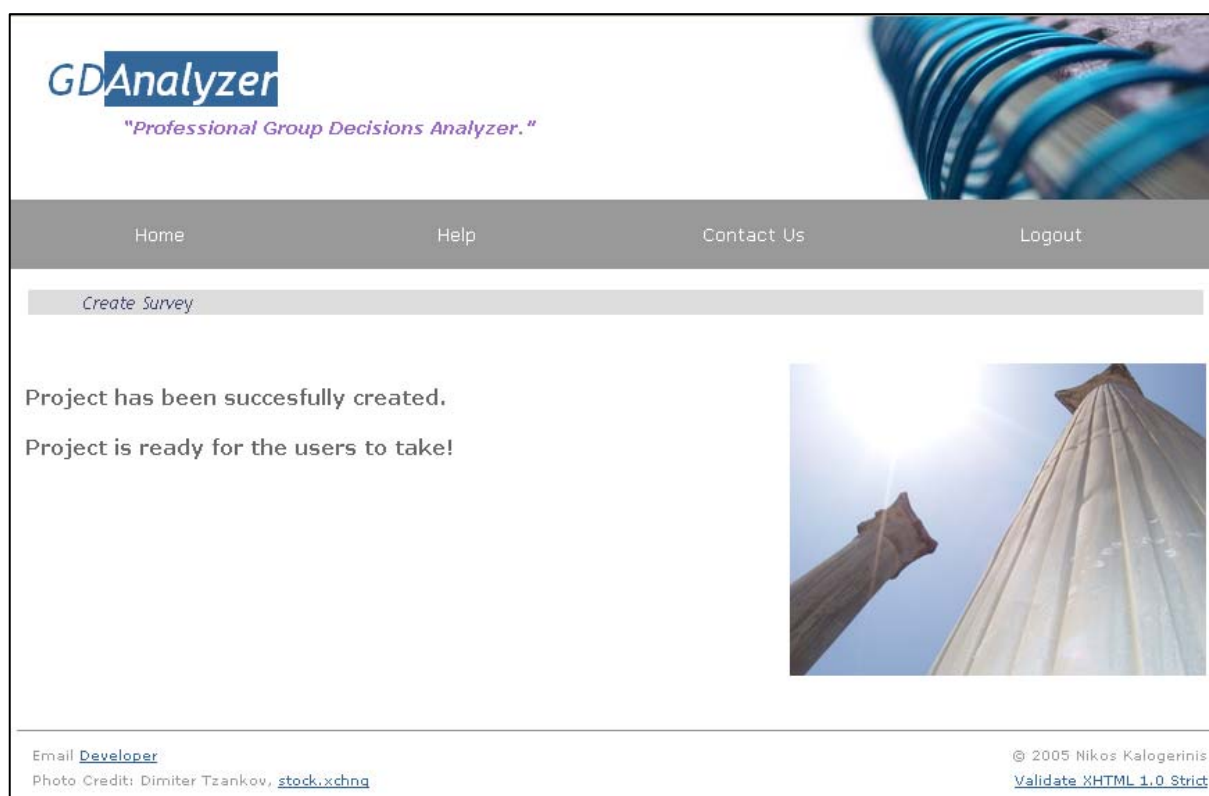 GDAnalyzer
"Professional Group Decisions Analyzer."
Home Help Contact Us Logout
Create Survey
Project has been succesfully created.
Project is ready for the users to take!
Email Developer
© 2005 Nikos Kalogerinis
Photo Credit: Dimiter Tzankov, stock.xchng
Validate XHTML 1.0 Strict